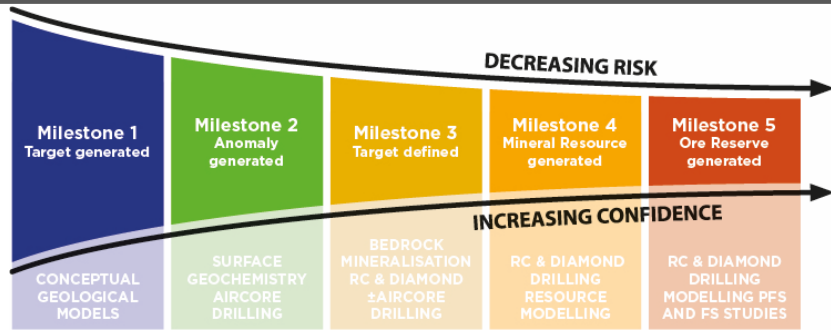 DECREASING RISK
Milestone 1
Target generated
Milestone 2
Anomaly
generated
Milestone 3
Target defined
Milestone 4
Mineral Resource
generated
Milestone 5
Ore Reserve
generated
INCREASING CONFIDENCE
CONCEPTUAL
GEOLOGICAL
MODELS
SURFACE
GEOCHEMISTRY
AIRCORE
DRILLING
BEDROCK
MINERALISATION
RC & DIAMOND
±AIRCORE
DRILLING
RC & DIAMOND
DRILLING
RESOURCE
MODELLING
RC & DIAMOND
DRILLING
MODELLING PFS
AND FS STUDIES